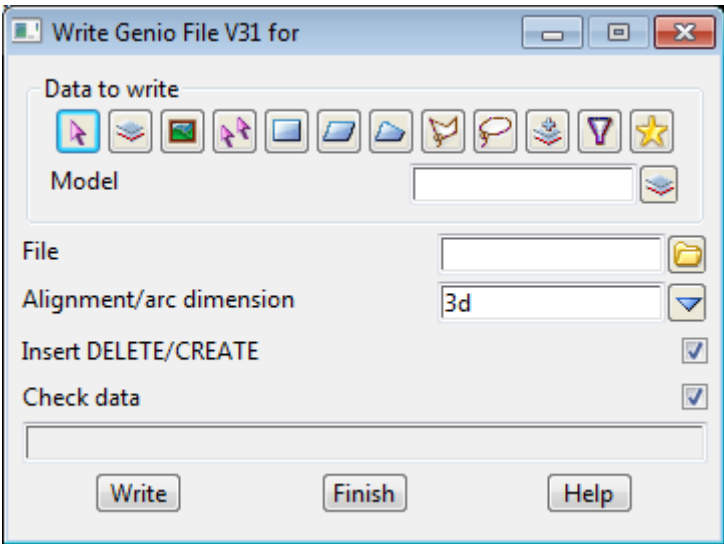 Write Genio File V31 for
Data to write
Model
File
Alignment/arc dimension
3d
Insert DELETE/CREATE
Check data
Write
Finish
Help